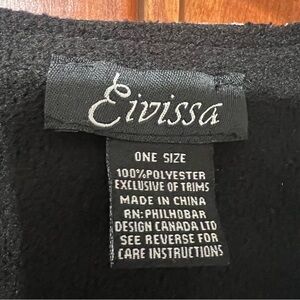 Eivissa
ONE SIZE
100%POLYESTER
EXCLUSIVE OF TRIMS
MADE IN CHINA
RN: PHILHOBAR
DESIGN CANADA LTD
SEE REVERSE FOR
CARE INSTRUCTIONS